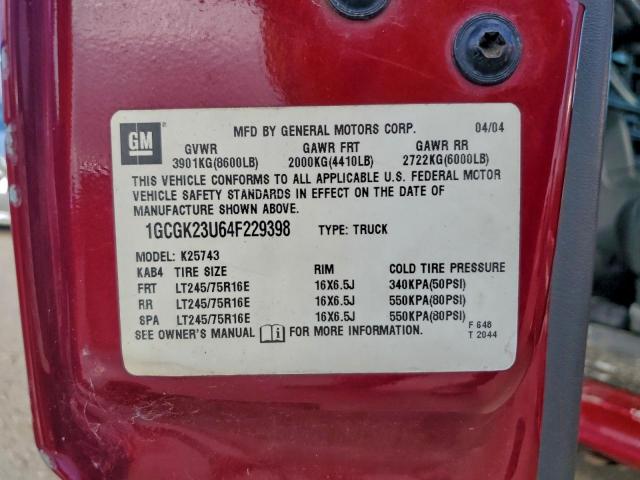 GM ® MFD BY GENERAL MOTORS CORP. 04/04
GVWR GAWR FRT GAWR RR
3901KG(8600LB) 2000KG(4410LB) 2722KG(6000LB)
THIS VEHICLE CONFORMS TO ALL APPLICABLE U.S. FEDERAL MOTOR
VEHICLE SAFETY STANDARDS IN EFFECT ON THE DATE OF
MANUFACTURE SHOWN ABOVE.
1GCGK23U64F229398 TYPE: TRUCK
MODEL: K25743
KAB4 TIRE SIZE RIM COLD TIRE PRESSURE
FRT LT245/75R16E 16X6.5J 340KPA(50PSI)
RR LT245/75R16E 16X6.5J 550KPA(80PSI)
SPA LT245/75R16E 16X6.5J 550KPA(80PSI)
SEE OWNER'S MANUAL FOR MORE INFORMATION.
F 648
T 2044